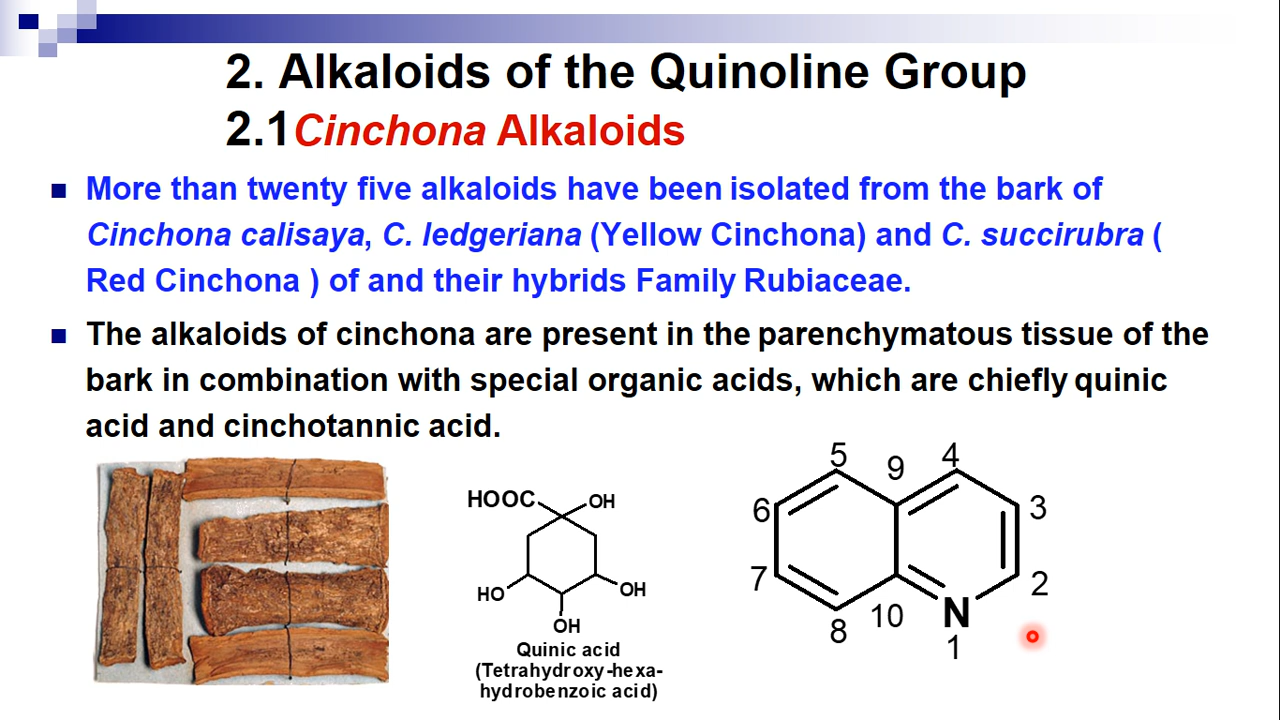 2. Alkaloids of the Quinoline Group
2.1Cinchona Alkaloids
More than twenty five alkaloids have been isolated from the bark of
Cinchona calisaya, C. ledgeriana (Yellow Cinchona) and C. succirubra (
Red Cinchona ) of and their hybrids Family Rubiaceae.
The alkaloids of cinchona are present in the parenchymatous tissue of the
bark in combination with special organic acids, which are chiefly quinic
acid and cinchotannic acid.
HOOC
OH
HO
OH
OH
Quinic acid
(Tetrahydroxy-hexa-
hydrobenzoic acid)
5
9
4
6
3
7
2
8
10
N
1